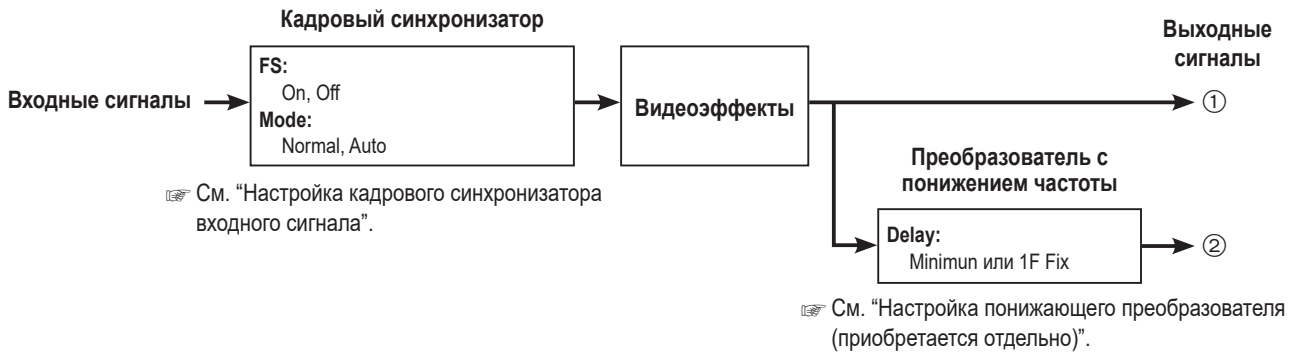 Кадровый синхронизатор
Выходные
сигналы
Входные сигналы
FS:
On, Off
Mode:
Normal, Auto
Видеоэффекты
①
☞ См. “Настройка кадрового синхронизатора
входного сигнала”.
Преобразователь с
понижением частоты
Delay:
Minimun или 1F Fix
②
☞ См. “Настройка понижающего преобразователя
(приобретается отдельно)”.